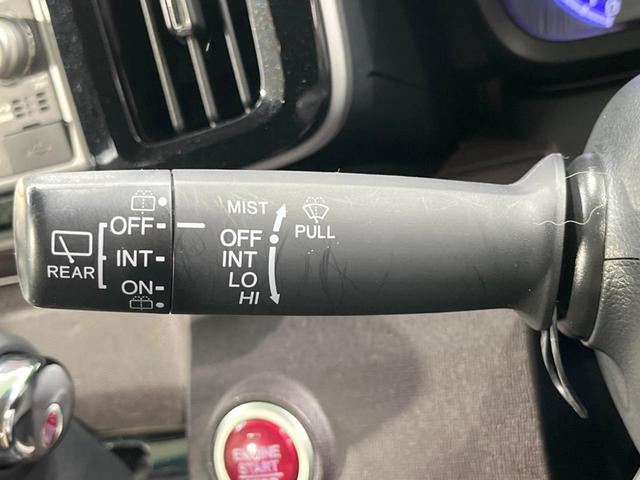 MIST
OFF
INT
LO
HI
PULL
REAR
OFF
INT
ON
ENGINE
START